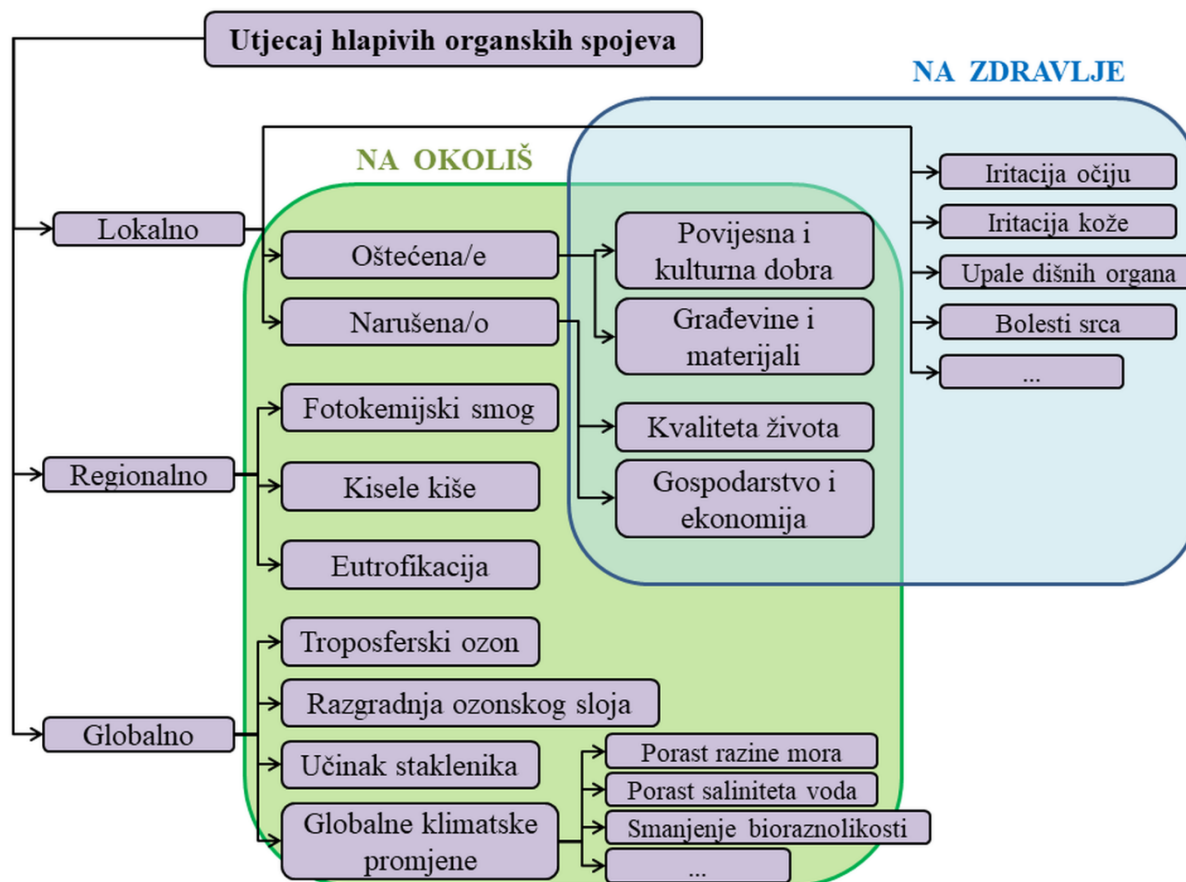 Utjecaj hlapivih organskih spojeva
NA ZDRAVLJE
NA OKOLIŠ
Lokalno
Oštećena/e
Narušena/o
Povijesna i
kulturna dobra
Građevine i
materijali
Kvaliteta života
Gospodarstvo i
ekonomija
Iritacija očiju
Iritacija kože
Upale dišnih organa
Bolesti srca
...
Regionalno
Fotokemijski smog
Kisele kiše
Eutrofikacija
Globalno
Troposferski ozon
Razgradnja ozonskog sloja
Učinak staklenika
Globalne klimatske
promjene
Porast razine mora
Porast saliniteta voda
Smanjenje bioraznolikosti
...